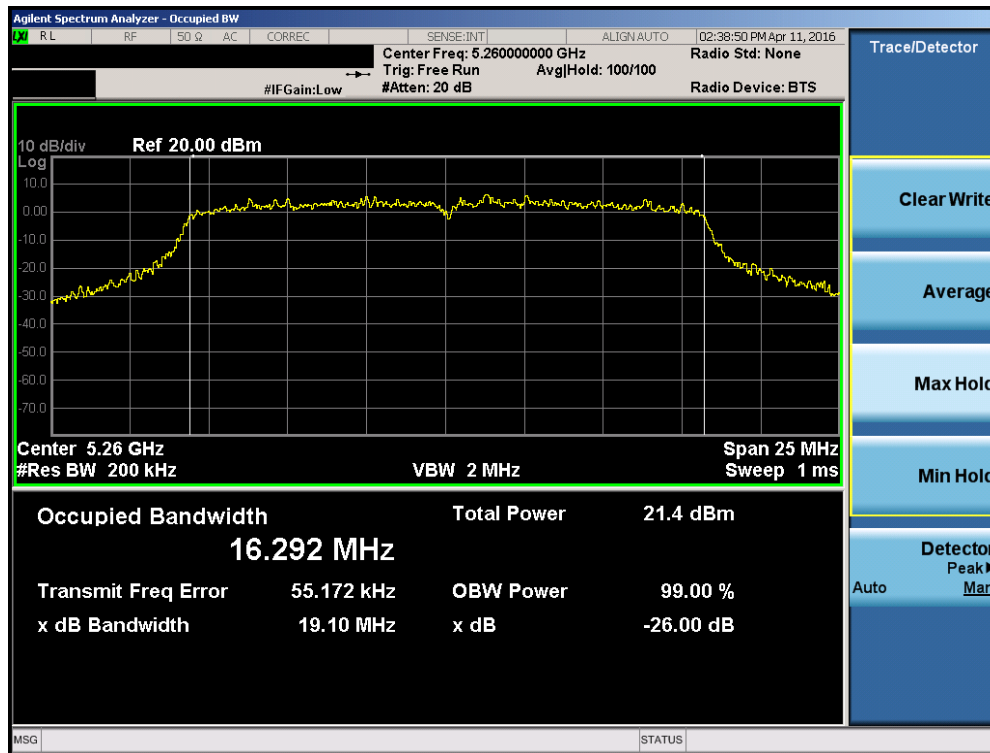 Agilent Spectrum Analyzer - Occupied BW
LXI RL RF 50 Ω AC CORREC SENSE:INT ALIGN AUTO 02:38:50 PM Apr 11, 2016
Center Freq: 5.260000000 GHz Radio Std: None
Trig: Free Run Avg|Hold: 100/100
#IFGain:Low #Atten: 20 dB Radio Device: BTS
Trace/Detector
10 dB/div Ref 20.00 dBm
Log
10.0
0.00
-10.0
-20.0
-30.0
-40.0
-50.0
-60.0
-70.0
Center 5.26 GHz Span 25 MHz
#Res BW 200 kHz VBW 2 MHz Sweep 1 ms
Occupied Bandwidth Total Power 21.4 dBm
16.292 MHz
Transmit Freq Error 55.172 kHz OBW Power 99.00 %
x dB Bandwidth 19.10 MHz x dB -26.00 dB
Clear Write
Average
Max Hold
Min Hold
Detector
Peak
Auto Man
MSG STATUS